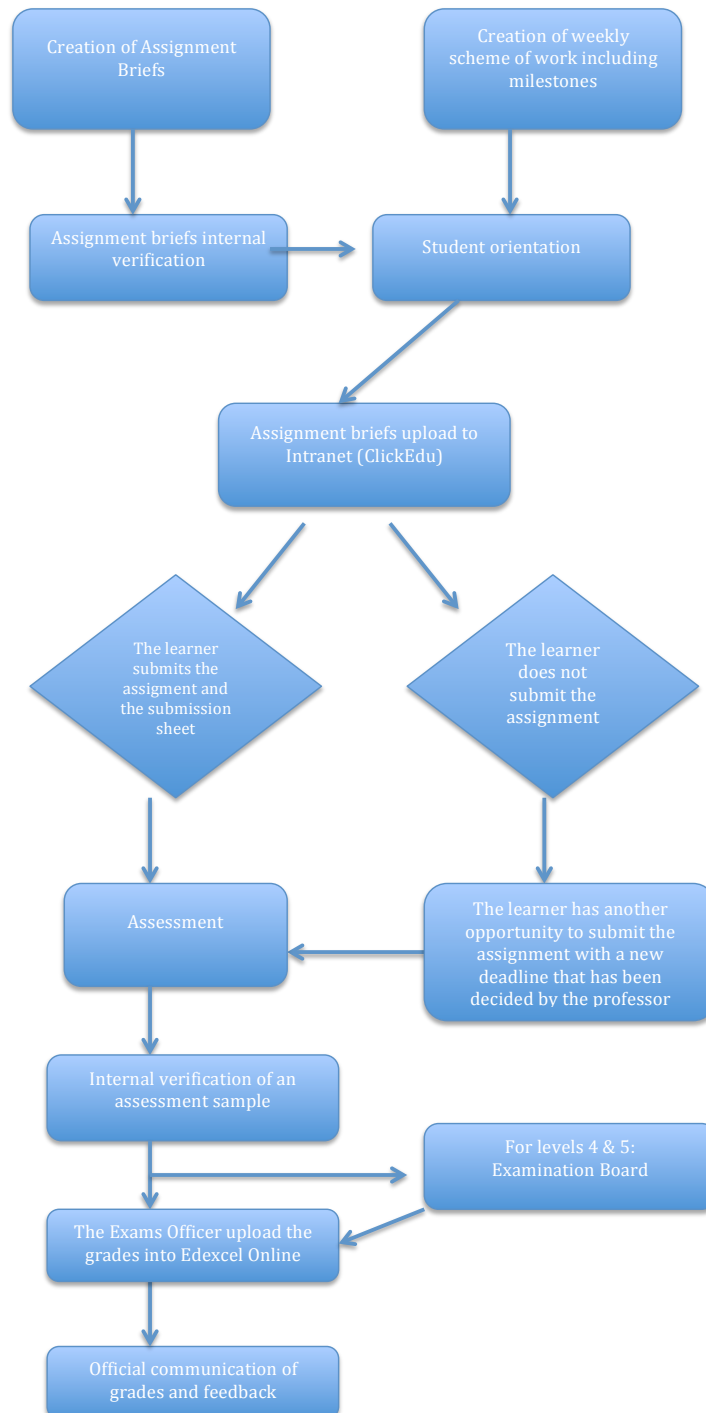 Creation of Assignment
Briefs
Creation of weekly
scheme of work including
milestones
Assignment briefs internal
verification
Student orientation
Assignment briefs upload to
Intranet (ClickEdu)
The learner
submits the
assigment and
the submission
sheet
The learner
does not
submit the
assignment
Assessment
The learner has another
opportunity to submit the
assignment with a new
deadline that has been
decided by the professor
Internal verification of an
assessment sample
For levels 4 & 5:
Examination Board
The Exams Officer upload the
grades into Edexcel Online
Official communication of
grades and feedback